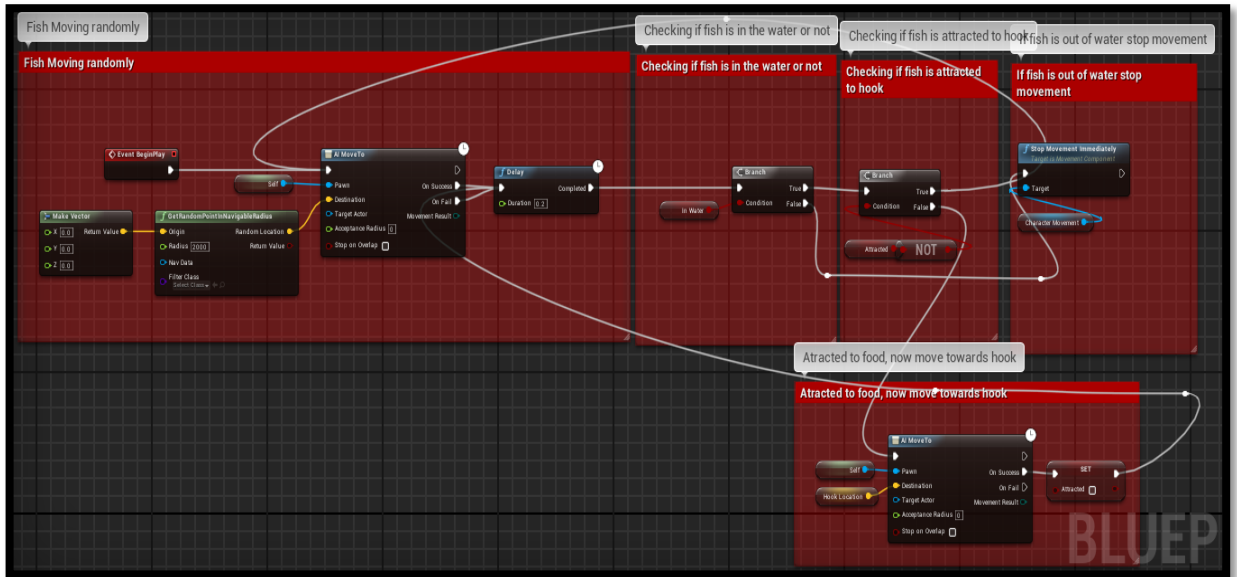 Fish Moving randomly
Fish Moving randomly
Event BeginPlay
Make Vector
X 0.0
Return Value
Y 0.0
Z 0.0
GetRandomPointInNavigableRadius
Origin
Random Location
Radius 2000
Return Value
Nav Data
Filter Class
Select Class
Self
AI MoveTo
Pawn
On Success
Destination
On Fail
Target Actor
Movement Result
Acceptance Radius 0
Stop on Overlap
Delay
Completed
Duration 0.2
Checking if fish is in the water or not
Checking if fish is in the water or not
Branch
True
Condition
False
In Water
Checking if fish is attracted to hook
Checking if fish is attracted
to hook
Branch
True
Condition
False
Attracted
NOT
If fish is out of water stop movement
If fish is out of water stop
movement
Stop Movement Immediately
Target is Movement Component
Target
Character Movement
Atracted to food, now move towards hook
Atracted to food, now move towards hook
Self
Hook Location
AI MoveTo
Pawn
On Success
Destination
On Fail
Target Actor
Movement Result
Acceptance Radius 0
Stop on Overlap
SET
Attracted
BLUEP